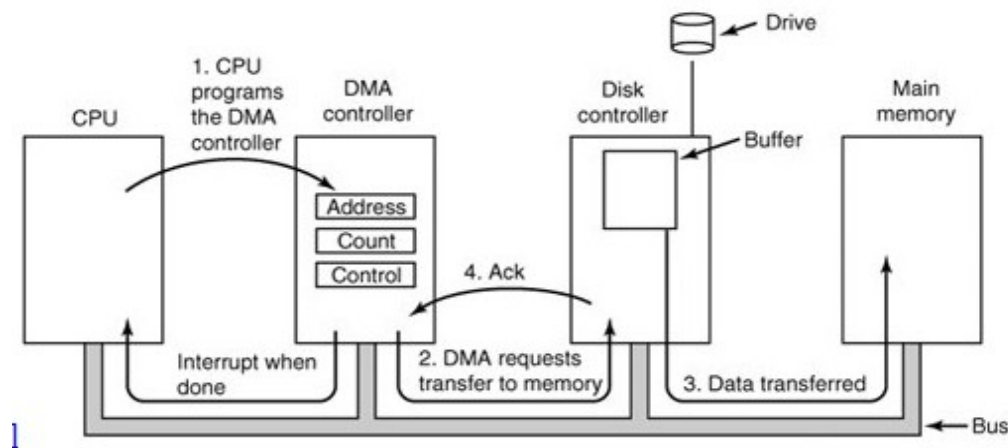 Drive
1. CPU
programs
the DMA
controller
CPU
DMA
controller
Disk
controller
Main
memory
Buffer
Address
Count
Control
4. Ack
Interrupt when
done
2. DMA requests
transfer to memory
3. Data transferred
Bus
]